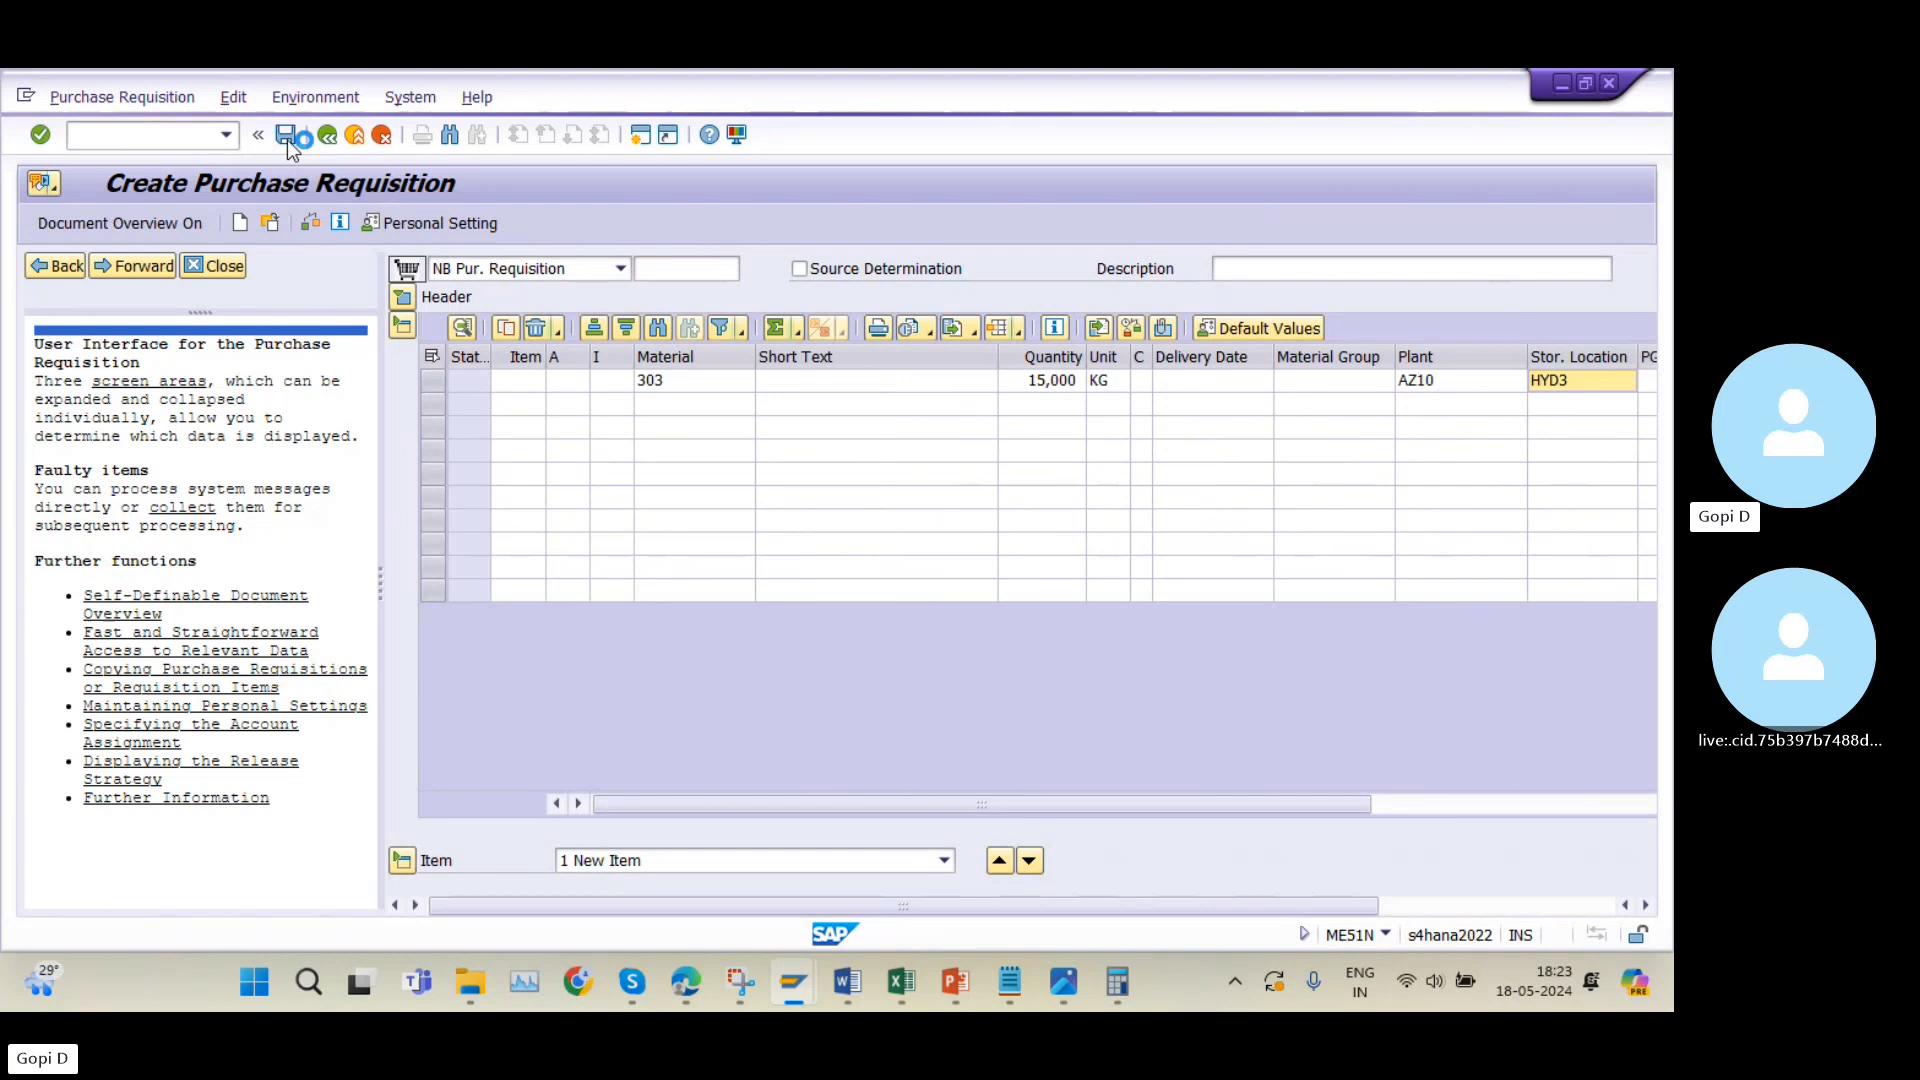 Purchase Requisition Edit Environment System Help
Create Purchase Requisition
Document Overview On Personal Setting
Back Forward Close
NB Pur. Requisition Source Determination Description
Header
Default Values
Stat... Item A I Material Short Text Quantity Unit C Delivery Date Material Group Plant Stor. Location PG
303 15,000 KG AZ10 HYD3
User Interface for the Purchase
Requisition
Three screen areas, which can be
expanded and collapsed
individually, allow you to
determine which data is displayed.
Faulty items
You can process system messages
directly or collect them for
subsequent processing.
Further functions
• Self-Definable Document
Overview
• Fast and Straightforward
Access to Relevant Data
• Copying Purchase Requisitions
or Requisition Items
• Maintaining Personal Settings
• Specifying the Account
Assignment
• Displaying the Release
Strategy
• Further Information
Item 1 New Item
SAP
ME51N s4hana2022 INS
29°
ENG
IN
18:23
18-05-2024
PRE
Gopi D
live:.cid.75b397b7488d...
Gopi D